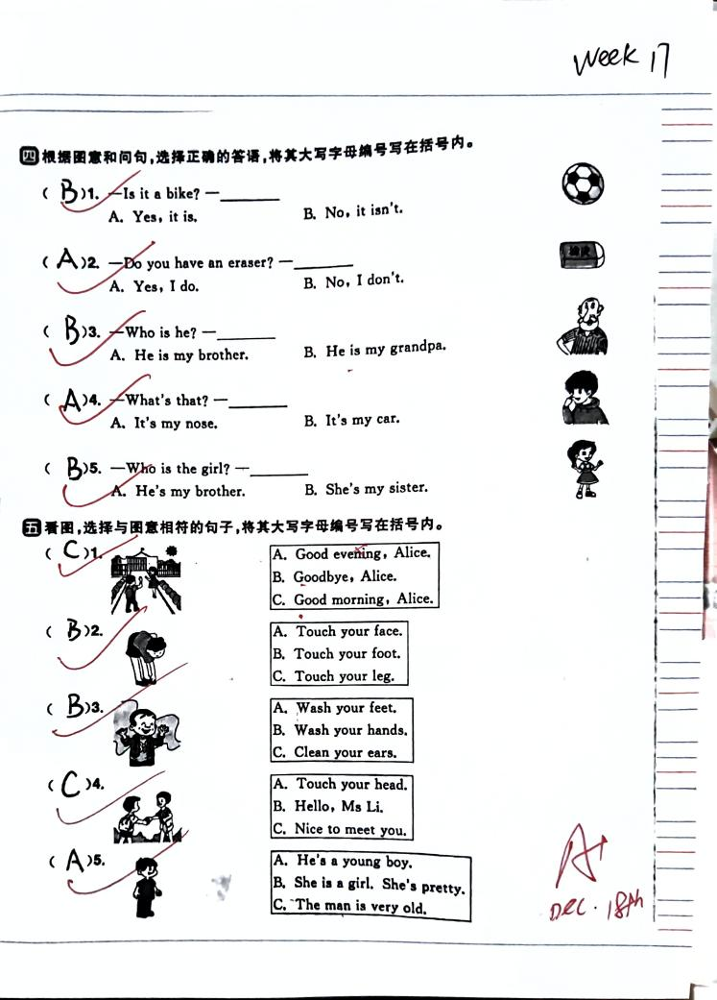 Week 17
四 根据图意和问句,选择正确的答语,将其大写字母编号写在括号内。
( B )1. —Is it a bike? —______
A. Yes, it is. B. No, it isn't.
( A )2. —Do you have an eraser? —______
A. Yes, I do. B. No, I don't.
( B )3. —Who is he? —______
A. He is my brother. B. He is my grandpa.
( A )4. —What's that? —______
A. It's my nose. B. It's my car.
( B )5. —Who is the girl? —______
A. He's my brother. B. She's my sister.
五 看图,选择与图意相符的句子,将其大写字母编号写在括号内。
( C )1.
A. Good evening, Alice.
B. Goodbye, Alice.
C. Good morning, Alice.
( B )2.
A. Touch your face.
B. Touch your foot.
C. Touch your leg.
( B )3.
A. Wash your feet.
B. Wash your hands.
C. Clean your ears.
( C )4.
A. Touch your head.
B. Hello, Ms Li.
C. Nice to meet you.
( A )5.
A. He's a young boy.
B. She is a girl. She's pretty.
C. The man is very old.
A+
Dec. 18th